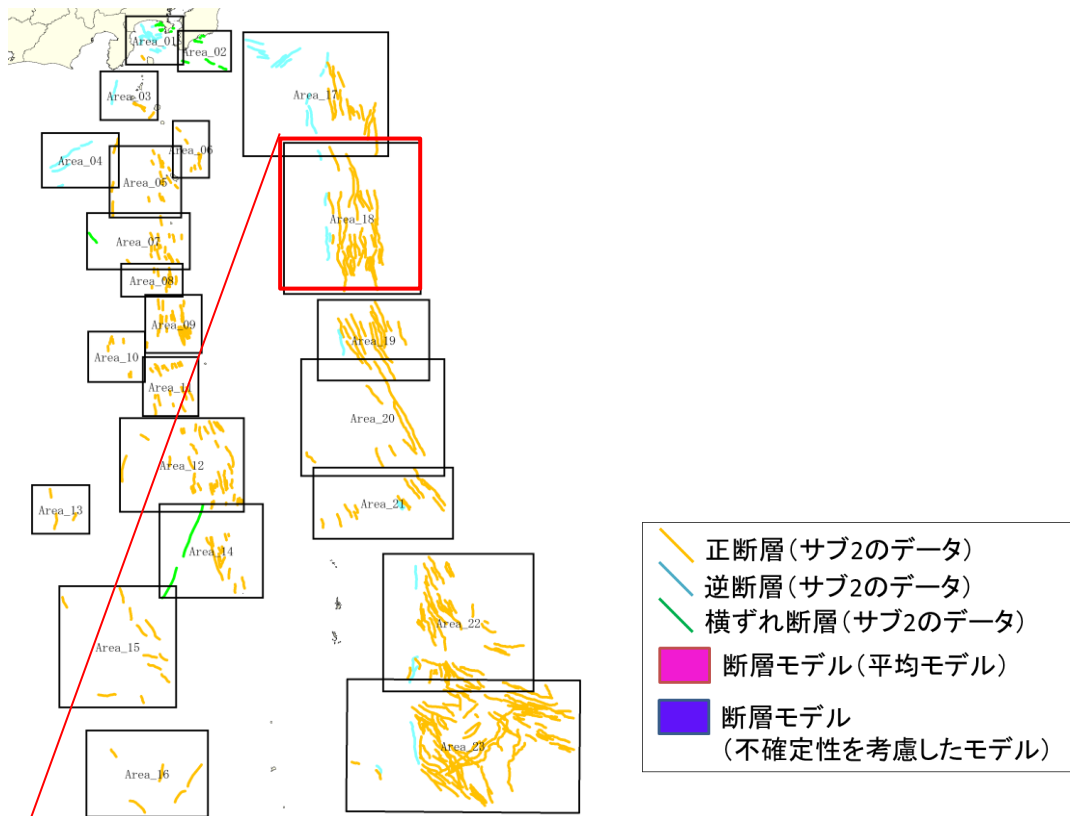 Area_01
Area_02
Area_17
Area_03
Area_04
Area_06
Area_05
Area_18
Area_07
Area_08
Area_09
Area_10
Area_19
Area_11
Area_20
Area_12
Area_13
Area_21
Area_14
Area_22
Area_15
Area_23
Area_16
正断層(サブ2のデータ)
逆断層(サブ2のデータ)
横ずれ断層(サブ2のデータ)
断層モデル(平均モデル)
断層モデル
(不確定性を考慮したモデル)